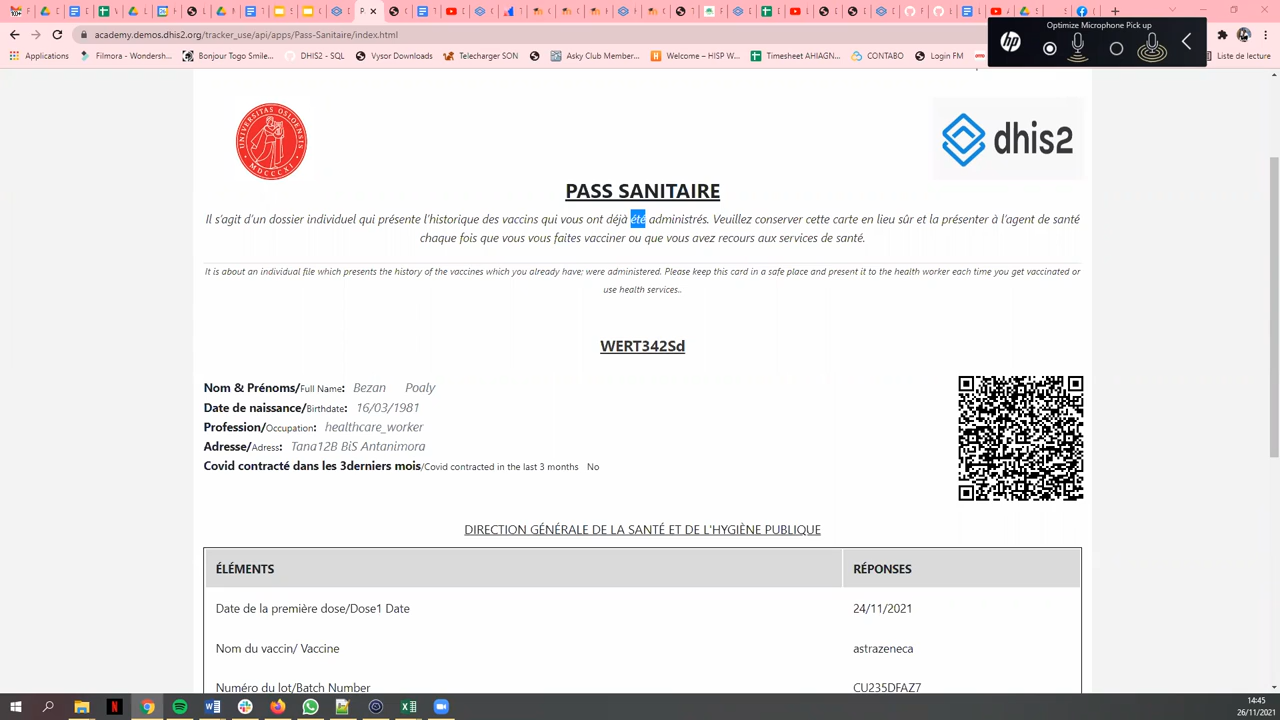 academy.demos.dhis2.org/tracker_use/api/apps/Pass-Sanitaire/index.html
Optimize Microphone Pick up
hp
Applications
Filmora - Wondersh...
Bonjour Togo Smile...
DHIS2 - SQL
Vysor Downloads
Telecharger SON
Asky Club Member...
Welcome – HISP W...
Timesheet AHIAGN...
CONTABO
Login FM
Liste de lecture
UNIVERSITAS OSLOENSIS
MDCCCXI
dhis2
PASS SANITAIRE
Il s'agit d'un dossier individuel qui présente l'historique des vaccins qui vous ont déjà été administrés. Veuillez conserver cette carte en lieu sûr et la présenter à l'agent de santé
chaque fois que vous vous faites vacciner ou que vous avez recours aux services de santé.
It is about an individual file which presents the history of the vaccines which you already have; were administered. Please keep this card in a safe place and present it to the health worker each time you get vaccinated or
use health services..
WERT342Sd
Nom & Prénoms/Full Name: Bezan Poaly
Date de naissance/Birthdate: 16/03/1981
Profession/Occupation: healthcare_worker
Adresse/Adress: Tana12B BiS Antanimora
Covid contracté dans les 3derniers mois/Covid contracted in the last 3 months No
DIRECTION GÉNÉRALE DE LA SANTÉ ET DE L'HYGIÈNE PUBLIQUE
ÉLÉMENTS RÉPONSES
Date de la première dose/Dose1 Date 24/11/2021
Nom du vaccin/ Vaccine astrazeneca
Numéro du lot/Batch Number CU235DFAZ7
14:45
26/11/2021